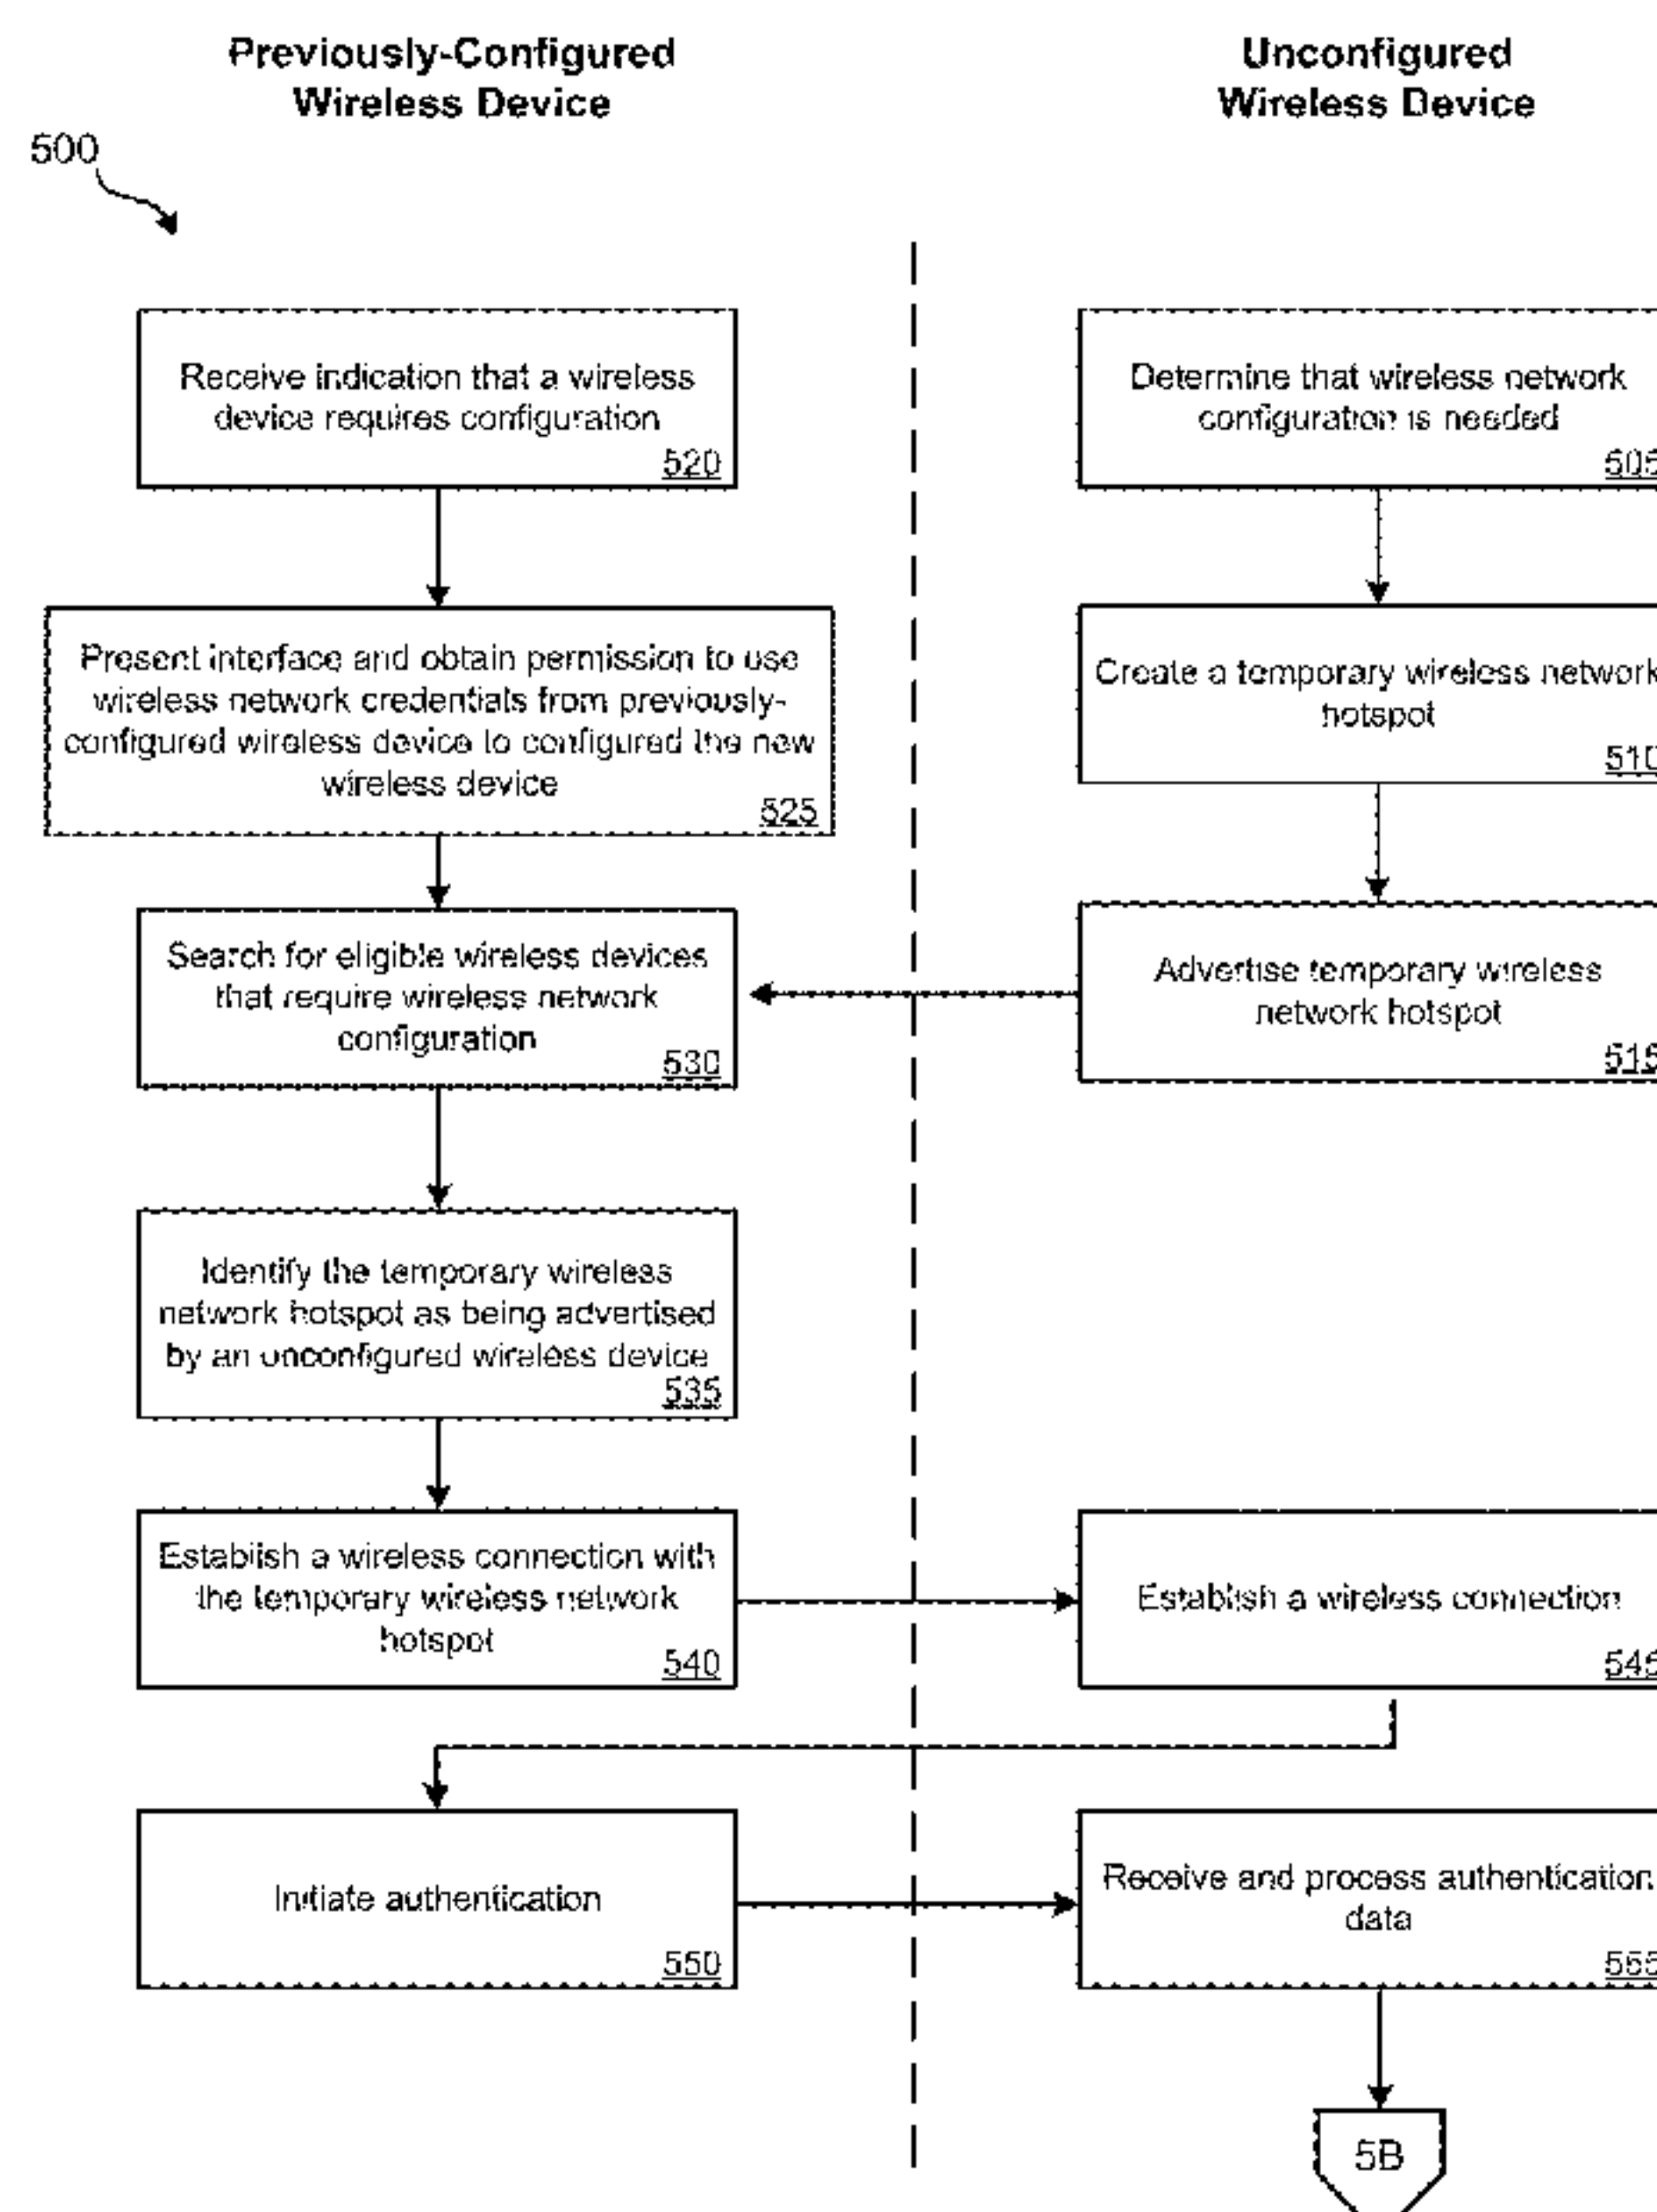 Previously-Configured
Wireless Device
Unconfigured
Wireless Device
500
Receive indication that a wireless
device requires configuration
520
Determine that wireless network
configuration is needed
505
Present interface and obtain permission to use
wireless network credentials from previously-
configured wireless device to configured the new
wireless device
525
Create a temporary wireless network
hotspot
510
Search for eligible wireless devices
that require wireless network
configuration
530
Advertise temporary wireless
network hotspot
515
Identify the temporary wireless
network hotspot as being advertised
by an unconfigured wireless device
535
Establish a wireless connection with
the temporary wireless network
hotspot
540
Establish a wireless connection
545
Initiate authentication
550
Receive and process authentication
data
5B